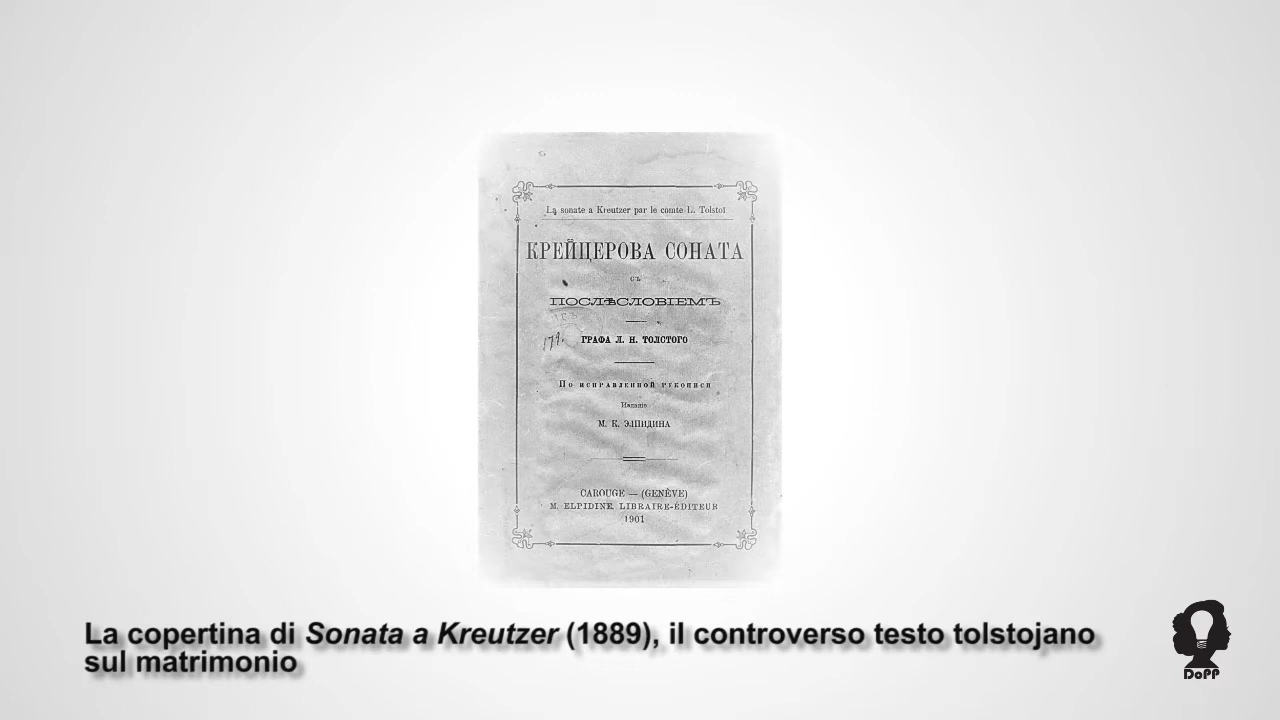 La sonate a Kreutzer par le comte L. Tolstoï
КРЕЙЦЕРОВА СОНАТА
СЪ
ПОСЛѢСЛОВІЕМЪ
179.
ГРАФА Л. Н. ТОЛСТОГО
По исправленной рукописи
Изданіе
М. К. ЭЛПИДИНА
CAROUGE — (GENÈVE)
M. ELPIDINE, LIBRAIRE-ÉDITEUR
1901
La copertina di Sonata a Kreutzer (1889), il controverso testo tolstojano
sul matrimonio
DoPP